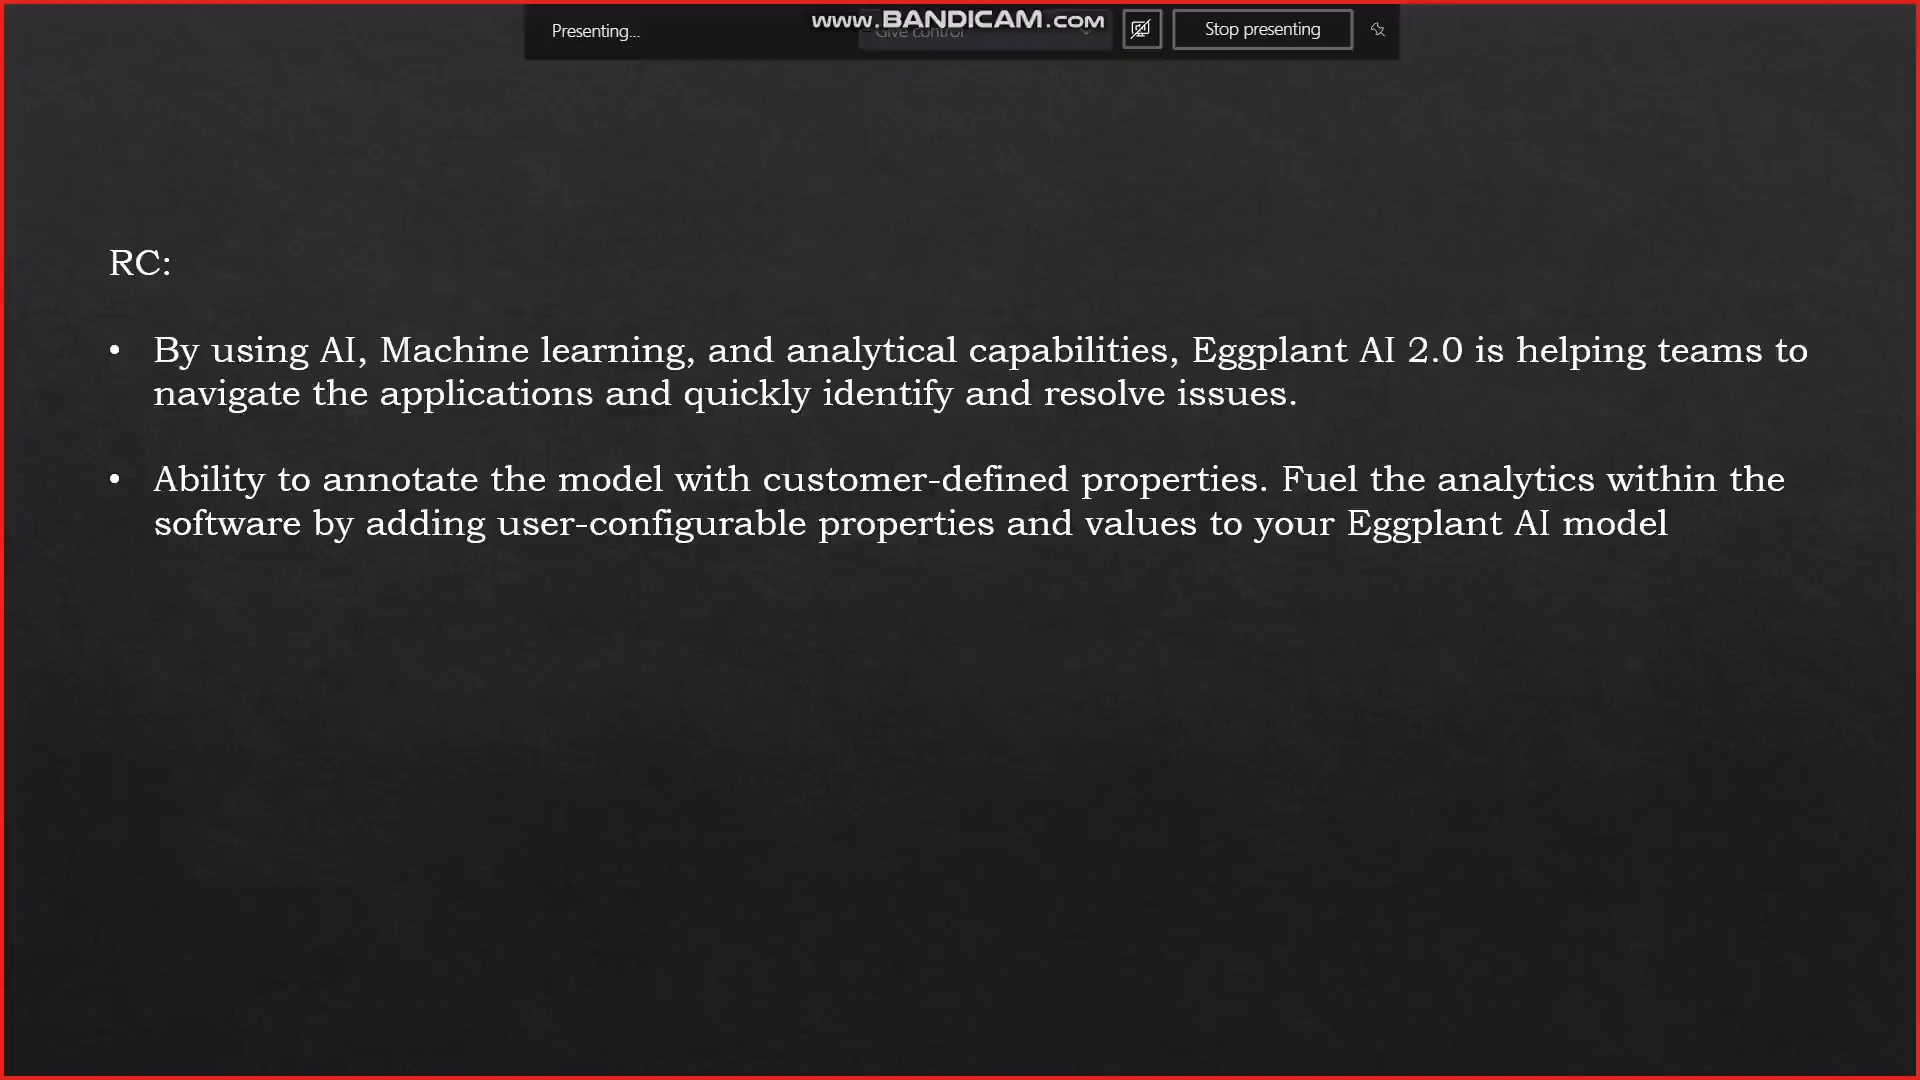 www.BANDICAM.com
Presenting...
Give control
Stop presenting
RC:
• By using AI, Machine learning, and analytical capabilities, Eggplant AI 2.0 is helping teams to
navigate the applications and quickly identify and resolve issues.
• Ability to annotate the model with customer-defined properties. Fuel the analytics within the
software by adding user-configurable properties and values to your Eggplant AI model